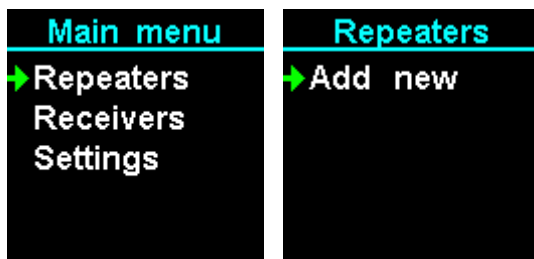 Main menu
Repeaters
Receivers
Settings
Repeaters
Add new